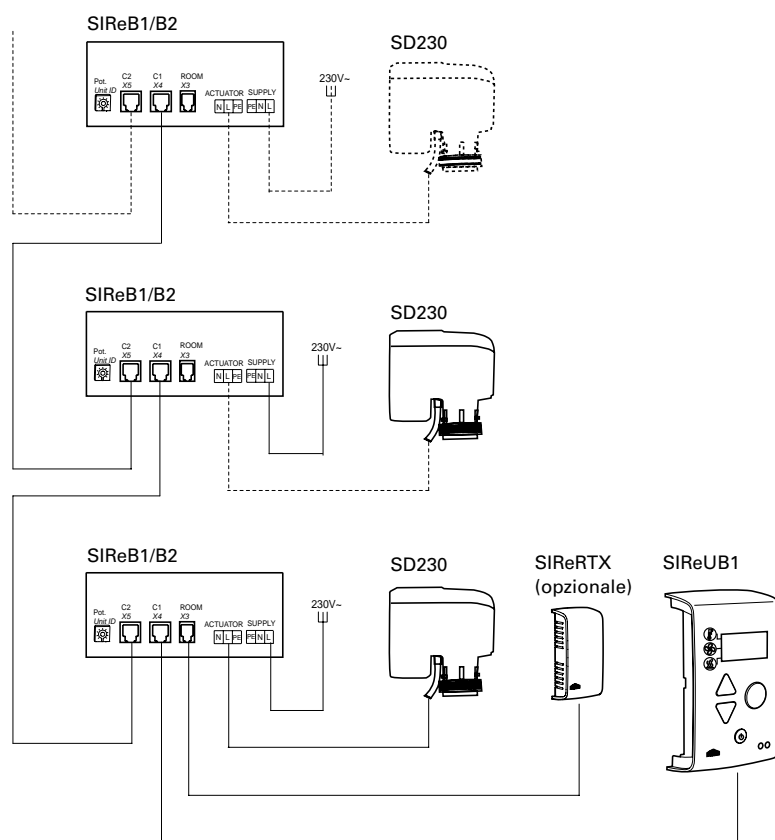 SIReB1/B2
SD230
Pot.
Unit ID
C2
X5
C1
X4
ROOM
X3
ACTUATOR SUPPLY
N L PE PE N L
230V~
SIReB1/B2
SD230
Pot.
Unit ID
C2
X5
C1
X4
ROOM
X3
ACTUATOR SUPPLY
N L PE PE N L
230V~
SIReB1/B2
SD230
SIReRTX
(opzionale)
SIReUB1
Pot.
Unit ID
C2
X5
C1
X4
ROOM
X3
ACTUATOR SUPPLY
N L PE PE N L
230V~